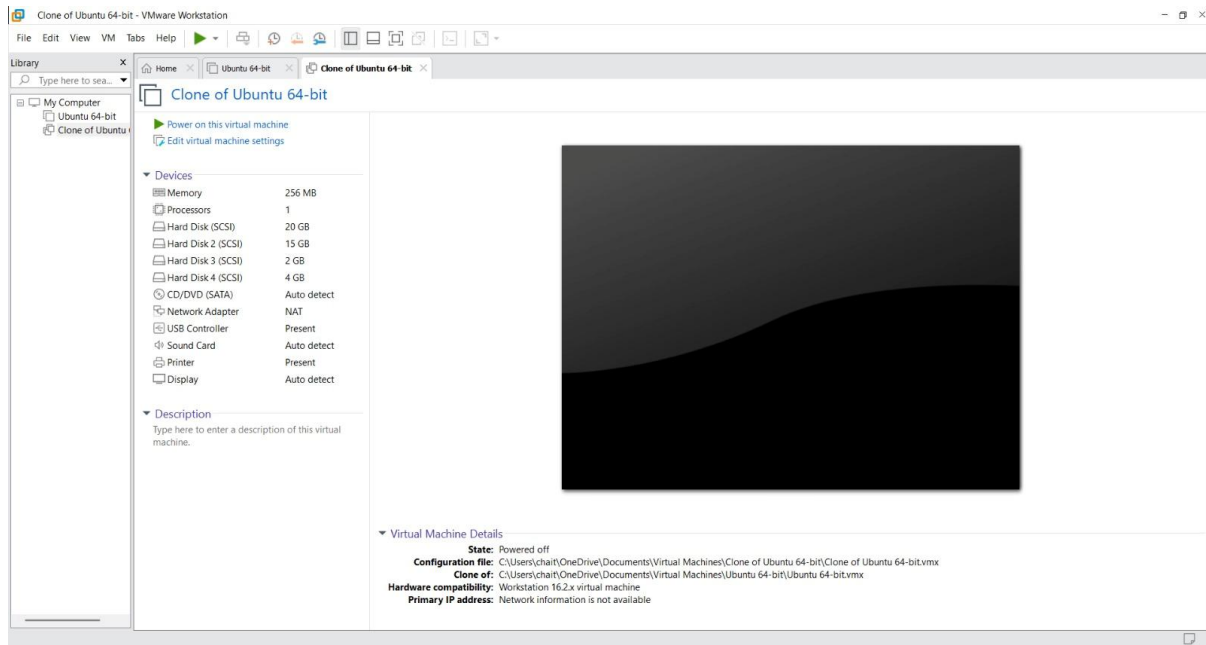 Clone of Ubuntu 64-bit - VMware Workstation
File Edit View VM Tabs Help
Library X
Type here to sea...
My Computer
Ubuntu 64-bit
Clone of Ubuntu
Home Ubuntu 64-bit Clone of Ubuntu 64-bit
Clone of Ubuntu 64-bit
Power on this virtual machine
Edit virtual machine settings
Devices
Memory 256 MB
Processors 1
Hard Disk (SCSI) 20 GB
Hard Disk 2 (SCSI) 15 GB
Hard Disk 3 (SCSI) 2 GB
Hard Disk 4 (SCSI) 4 GB
CD/DVD (SATA) Auto detect
Network Adapter NAT
USB Controller Present
Sound Card Auto detect
Printer Present
Display Auto detect
Description
Type here to enter a description of this virtual
machine.
Virtual Machine Details
State: Powered off
Configuration file: C:\Users\chait\OneDrive\Documents\Virtual Machines\Clone of Ubuntu 64-bit\Clone of Ubuntu 64-bit.vmx
Clone of: C:\Users\chait\OneDrive\Documents\Virtual Machines\Ubuntu 64-bit\Ubuntu 64-bit.vmx
Hardware compatibility: Workstation 16.2.x virtual machine
Primary IP address: Network information is not available